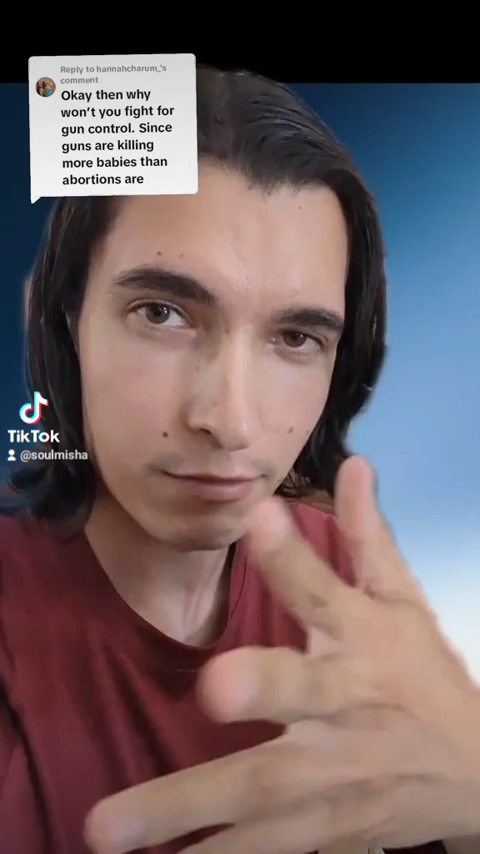 Reply to hannahcharum_'s
comment
Okay then why
won't you fight for
gun control. Since
guns are killing
more babies than
abortions are
TikTok
@soulmisha